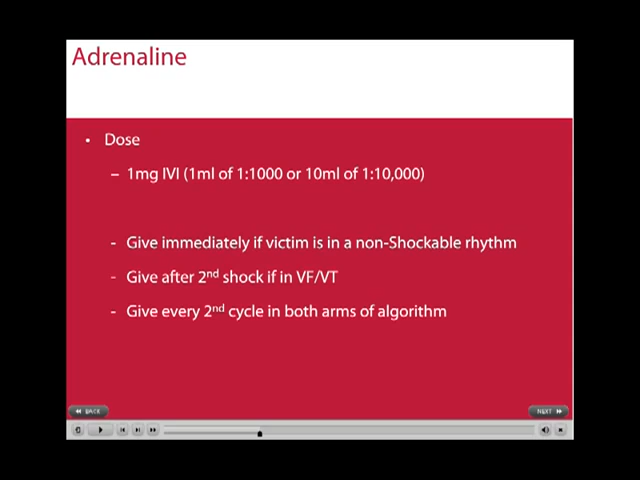 Adrenaline
• Dose
– 1mg IVI (1ml of 1:1000 or 10ml of 1:10,000)
- Give immediately if victim is in a non-Shockable rhythm
- Give after 2nd shock if in VF/VT
- Give every 2nd cycle in both arms of algorithm
BACK
NEXT